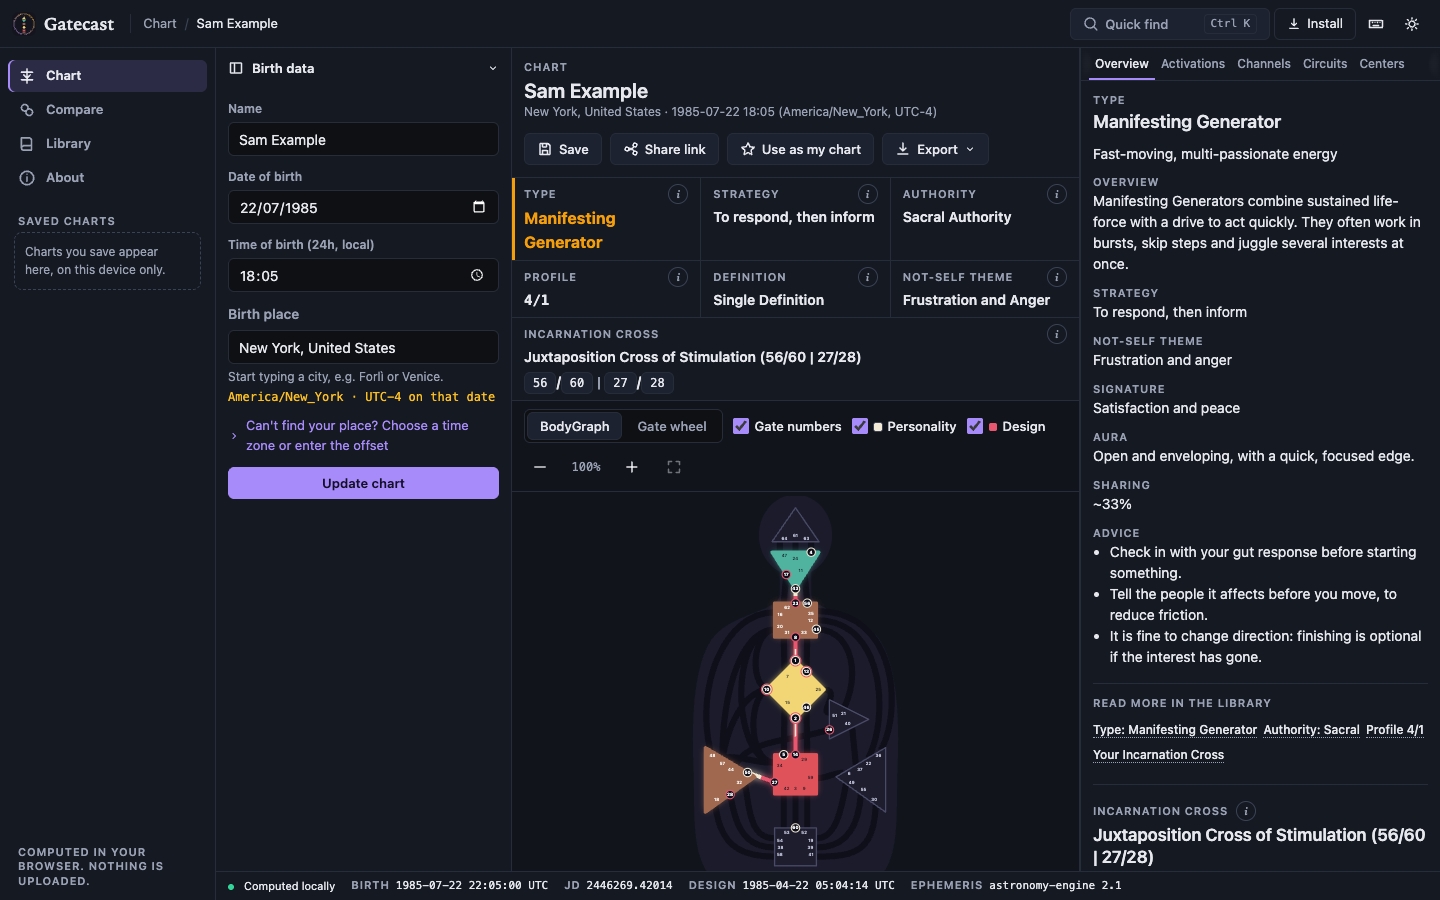 Gatecast
Chart / Sam Example
Quick find Ctrl K
Install
Chart
Compare
Library
About
SAVED CHARTS
Charts you save appear
here, on this device only.
COMPUTED IN YOUR
BROWSER. NOTHING IS
UPLOADED.
Birth data
Name
Sam Example
Date of birth
22/07/1985
Time of birth (24h, local)
18:05
Birth place
New York, United States
Start typing a city, e.g. Forlì or Venice.
America/New_York · UTC-4 on that date
Can't find your place? Choose a time
zone or enter the offset
Update chart
CHART
Sam Example
New York, United States · 1985-07-22 18:05 (America/New_York, UTC-4)
Save
Share link
Use as my chart
Export
TYPE
Manifesting
Generator
STRATEGY
To respond, then inform
AUTHORITY
Sacral Authority
PROFILE
4/1
DEFINITION
Single Definition
NOT-SELF THEME
Frustration and Anger
INCARNATION CROSS
Juxtaposition Cross of Stimulation (56/60 | 27/28)
56 / 60 | 27 / 28
BodyGraph
Gate wheel
Gate numbers
Personality
Design
100%
Overview Activations Channels Circuits Centers
TYPE
Manifesting Generator
Fast-moving, multi-passionate energy
OVERVIEW
Manifesting Generators combine sustained life-
force with a drive to act quickly. They often work in
bursts, skip steps and juggle several interests at
once.
STRATEGY
To respond, then inform
NOT-SELF THEME
Frustration and anger
SIGNATURE
Satisfaction and peace
AURA
Open and enveloping, with a quick, focused edge.
SHARING
~33%
ADVICE
• Check in with your gut response before starting
something.
• Tell the people it affects before you move, to
reduce friction.
• It is fine to change direction: finishing is optional
if the interest has gone.
READ MORE IN THE LIBRARY
Type: Manifesting Generator Authority: Sacral Profile 4/1
Your Incarnation Cross
INCARNATION CROSS
Juxtaposition Cross of Stimulation (56/60
| 27/28)
Computed locally BIRTH 1985-07-22 22:05:00 UTC JD 2446269.42014 DESIGN 1985-04-22 05:04:14 UTC EPHEMERIS astronomy-engine 2.1